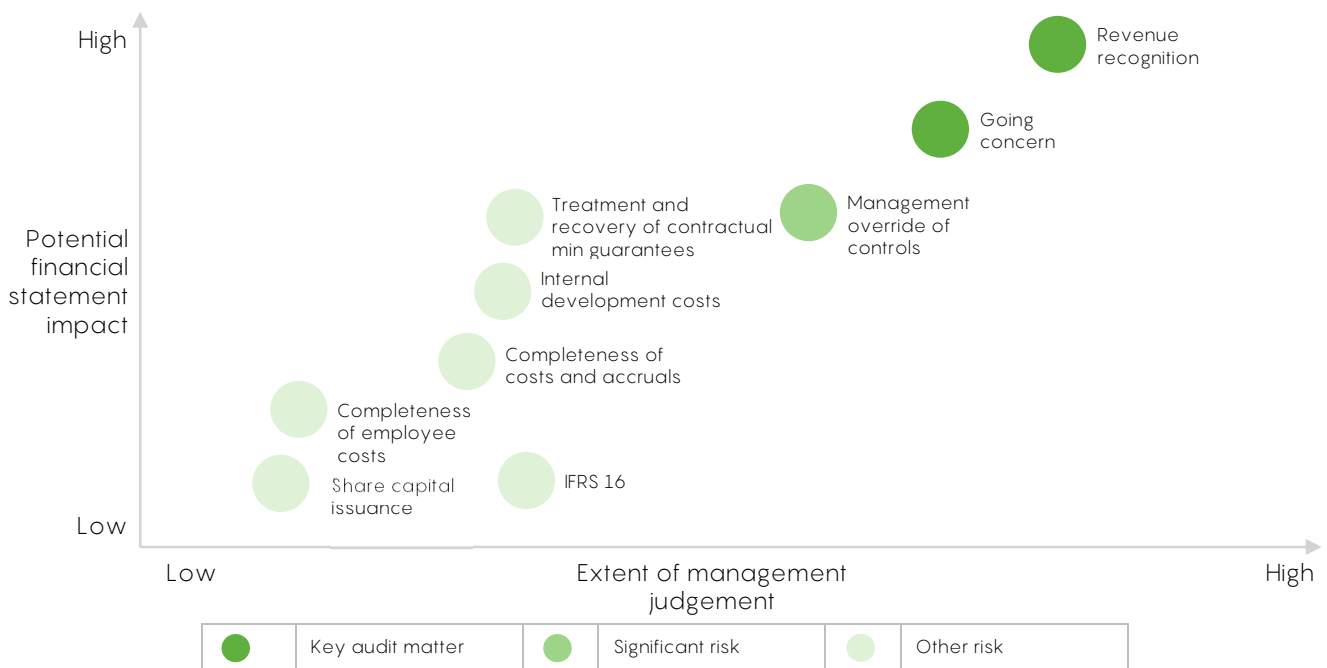 High
Revenue
recognition
Going
concern
Treatment and
recovery of contractual
min guarantees
Management
override of
controls
Potential
financial
statement
impact
Internal
development costs
Completeness of
costs and accruals
Completeness
of employee
costs
Share capital
issuance
IFRS 16
Low
Low
Extent of management
judgement
High
Key audit matter
Significant risk
Other risk